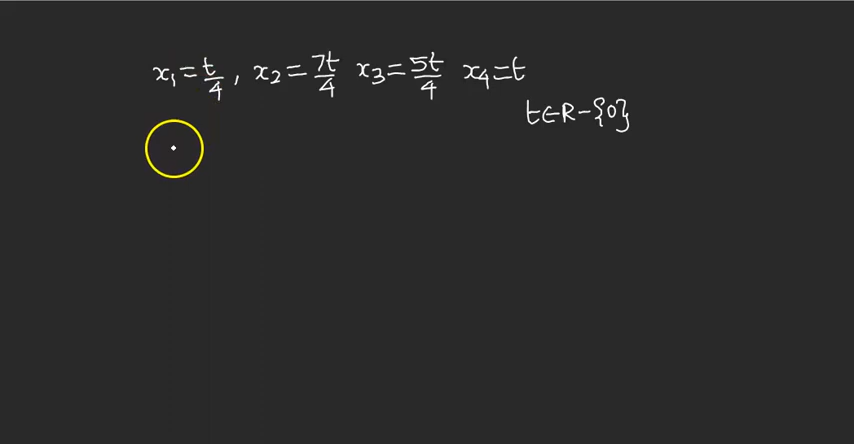 x₁ = t/4 , x₂ = 7t/4 x₃ = 5t/4 x₄ = t
t ∈ R – {0}